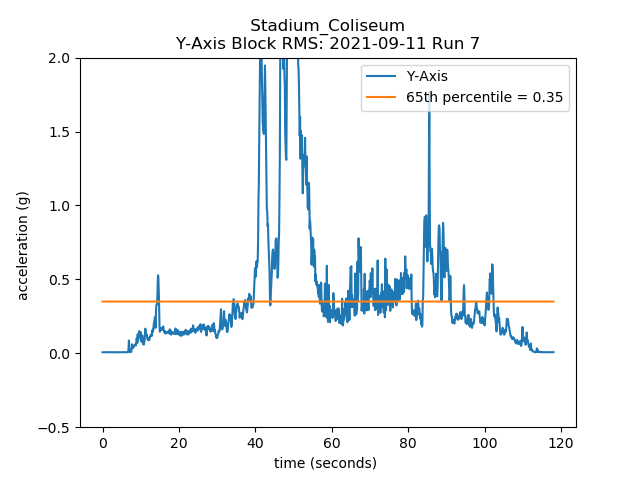 Stadium_Coliseum
Y-Axis Block RMS: 2021-09-11 Run 7
Y-Axis
65th percentile = 0.35
acceleration (g)
2.0
1.5
1.0
0.5
0.0
−0.5
0 20 40 60 80 100 120
time (seconds)